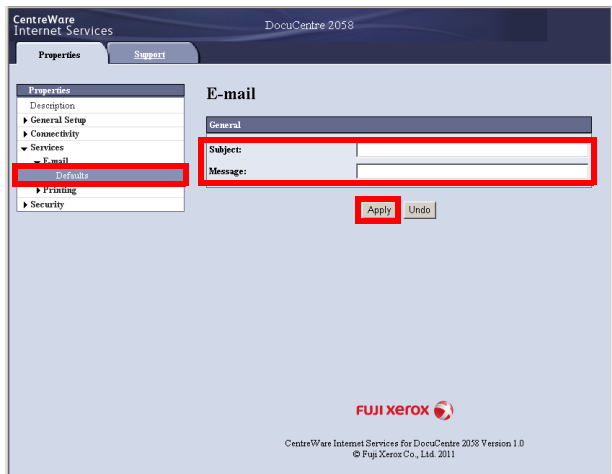 CentreWare
Internet Services
DocuCentre 2058
Properties
Support
Properties
Description
General Setup
Connectivity
Services
E-mail
Defaults
Printing
Security
E-mail
General
Subject:
Message:
Apply
Undo
FUJI XEROX
CentreWare Internet Services for DocuCentre 2058 Version 1.0
© Fuji Xerox Co., Ltd. 2011